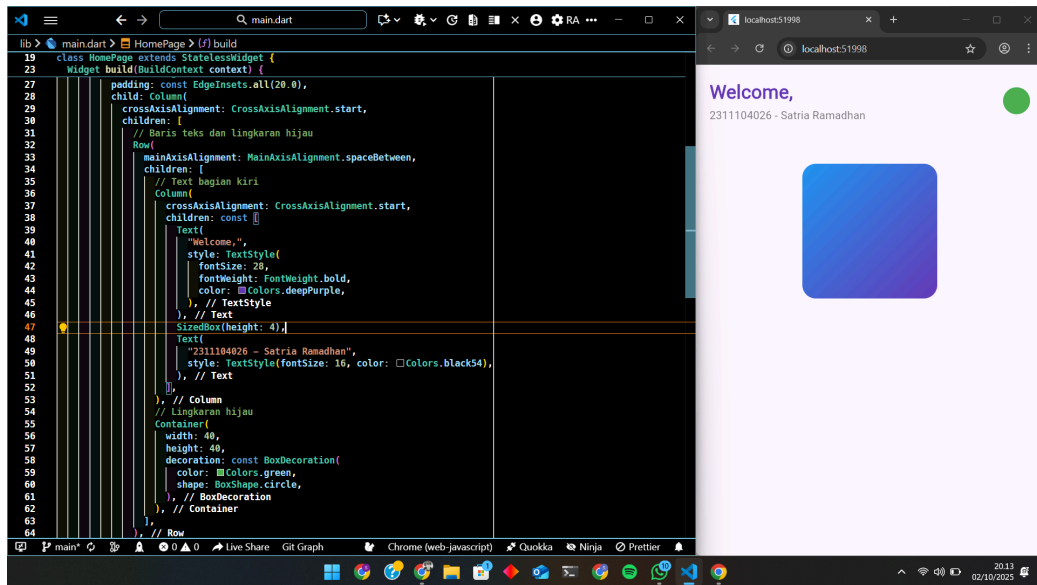 main.dart
RA
lib > main.dart > HomePage > build
19 class HomePage extends StatelessWidget {
23 Widget build(BuildContext context) {
27 padding: const EdgeInsets.all(20.0),
28 child: Column(
29 crossAxisAlignment: CrossAxisAlignment.start,
30 children: [
31 // Baris teks dan lingkaran hijau
32 Row(
33 mainAxisAlignment: MainAxisAlignment.spaceBetween,
34 children: [
35 // Text bagian kiri
36 Column(
37 crossAxisAlignment: CrossAxisAlignment.start,
38 children: const [
39 Text(
40 "Welcome,",
41 style: TextStyle(
42 fontSize: 28,
43 fontWeight: FontWeight.bold,
44 color: Colors.deepPurple,
45 ), // TextStyle
46 ), // Text
47 SizedBox(height: 4),
48 Text(
49 "2311104026 – Satria Ramadhan",
50 style: TextStyle(fontSize: 16, color: Colors.black54),
51 ), // Text
52 ],
53 ), // Column
54 // Lingkaran hijau
55 Container(
56 width: 40,
57 height: 40,
58 decoration: const BoxDecoration(
59 color: Colors.green,
60 shape: BoxShape.circle,
61 ), // BoxDecoration
62 ), // Container
63 ],
64 ), // Row
main* 0 0 Live Share Git Graph Chrome (web-javascript) Quokka Ninja Prettier
localhost:51998
localhost:51998
Welcome,
2311104026 - Satria Ramadhan
10
20.13
02/10/2025